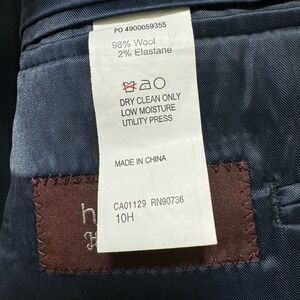 PO 4900059355
98% Wool
2% Elastane
DRY CLEAN ONLY
LOW MOISTURE
UTILITY PRESS
MADE IN CHINA
CA01129 RN90736
10H
h
H